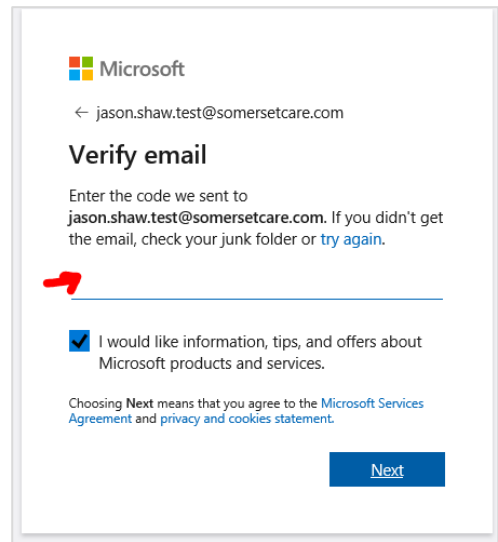 Microsoft
← jason.shaw.test@somersetcare.com
Verify email
Enter the code we sent to
jason.shaw.test@somersetcare.com. If you didn't get
the email, check your junk folder or try again.
I would like information, tips, and offers about
Microsoft products and services.
Choosing Next means that you agree to the Microsoft Services
Agreement and privacy and cookies statement.
Next